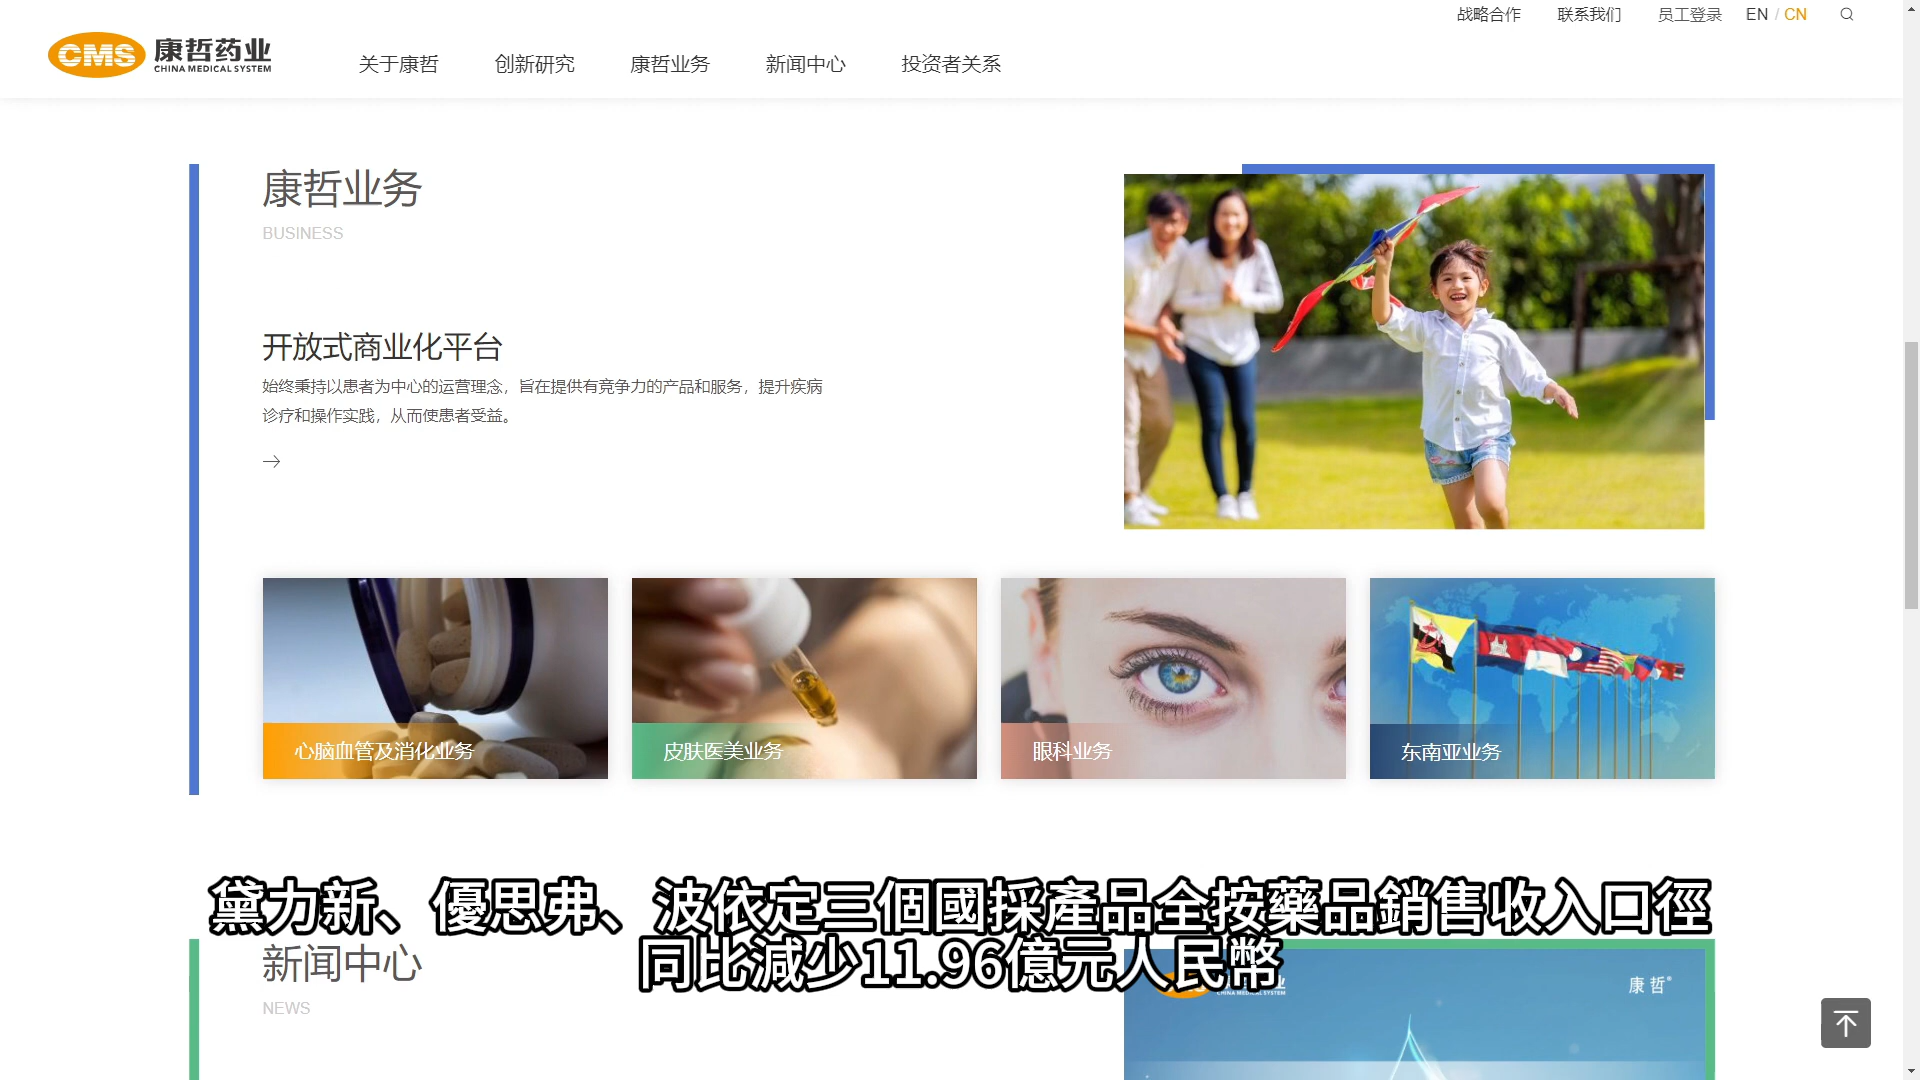 战略合作 联系我们 员工登录 EN / CN
CMS 康哲药业
CHINA MEDICAL SYSTEM
关于康哲 创新研究 康哲业务 新闻中心 投资者关系
康哲业务
BUSINESS
开放式商业化平台
始终秉持以患者为中心的运营理念，旨在提供有竞争力的产品和服务，提升疾病
诊疗和操作实践，从而使患者受益。
心脑血管及消化业务
皮肤医美业务
眼科业务
东南亚业务
黛力新、優思弗、波依定三個國採產品全按藥品銷售收入口徑
同比減少11.96億元人民幣
新闻中心
NEWS
康哲®